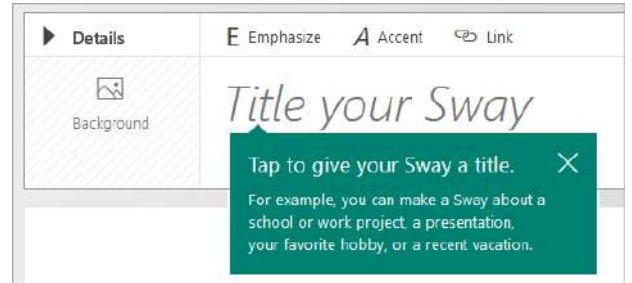 Details
E Emphasize A Accent Link
Background
Title your Sway
Tap to give your Sway a title.
For example, you can make a Sway about a
school or work project, a presentation,
your favorite hobby, or a recent vacation.